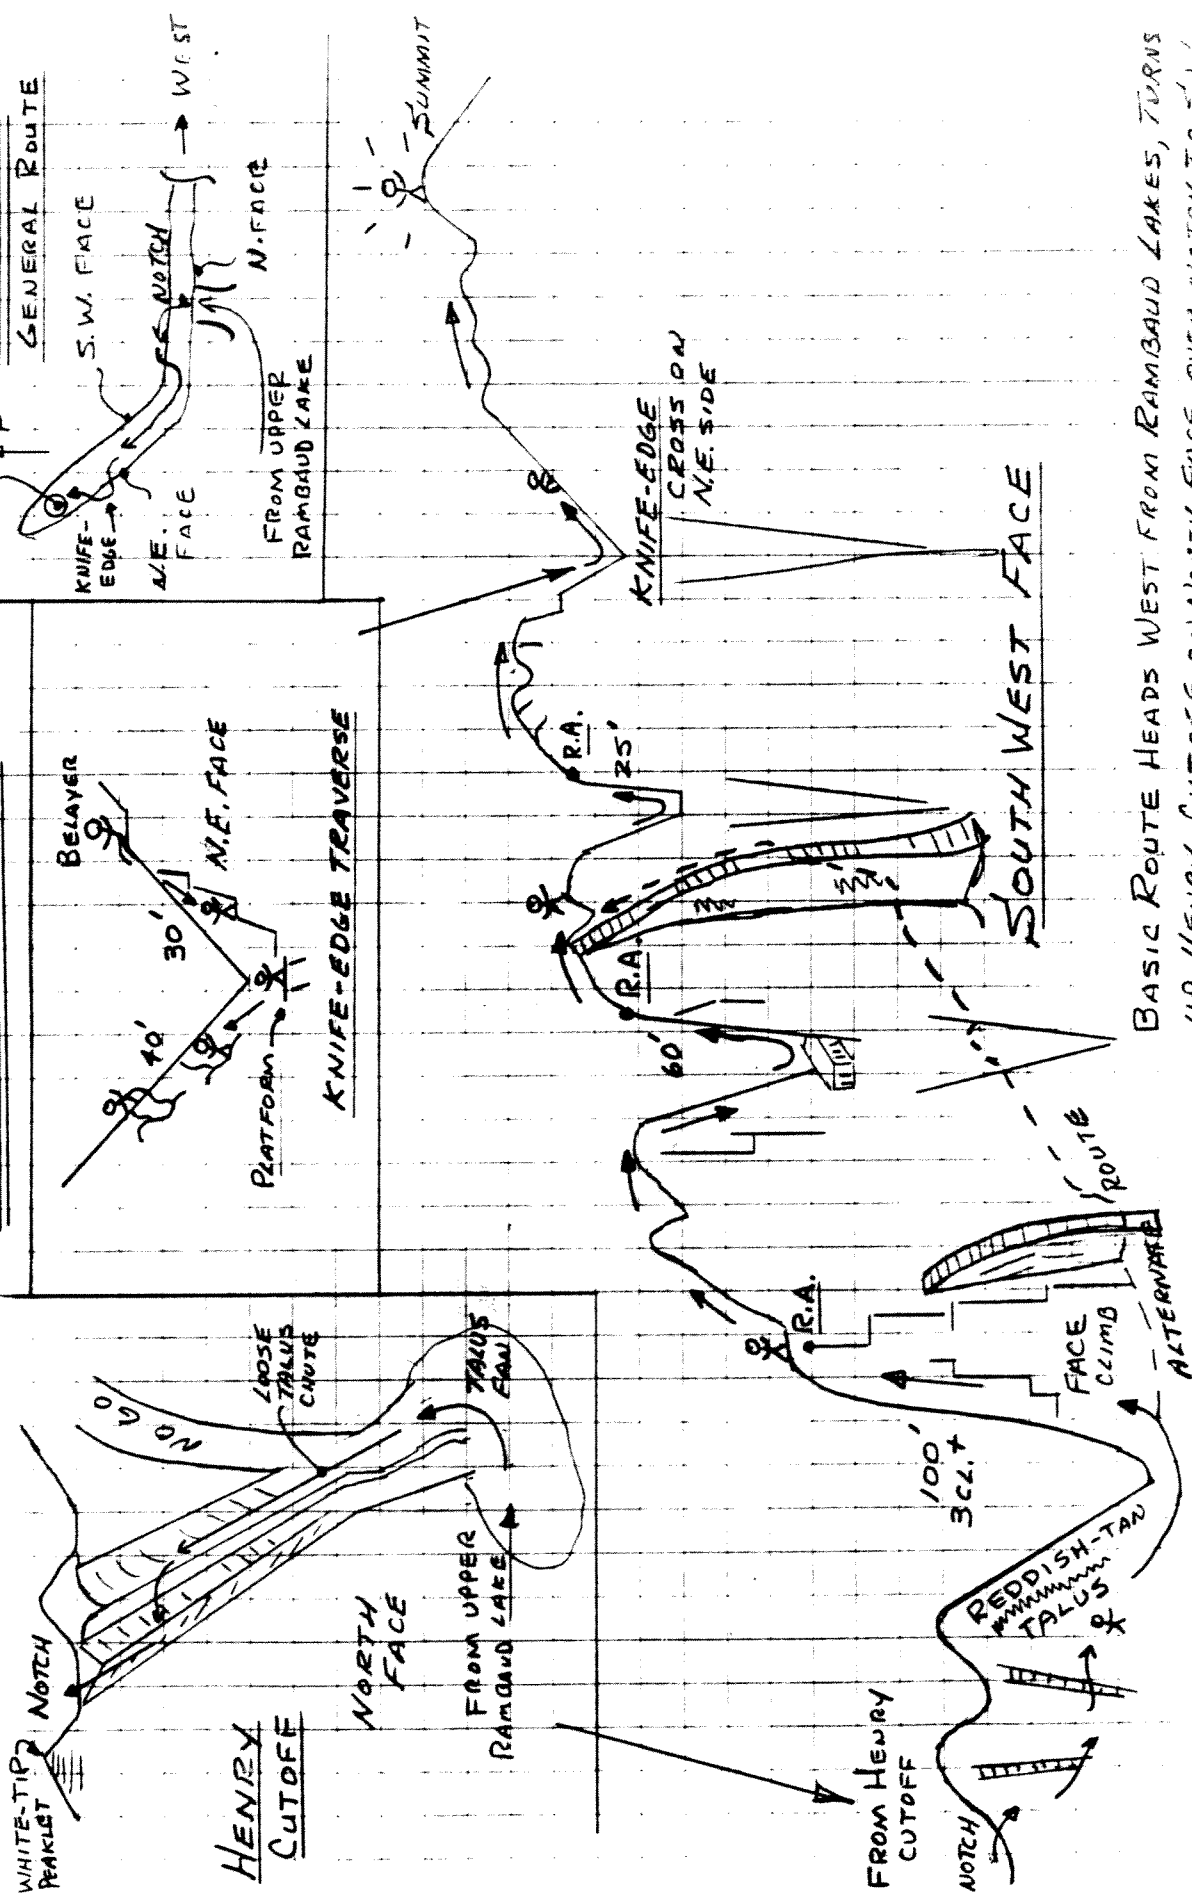 WHITE-TIP
PEAKLET
NOTCH
NO GO
LOOSE
TALUS
CHUTE
TALUS
FAN
HENRY
CUTOFF
NORTH
FACE
FROM UPPER
RAMBAUD LAKE
BELAYER
40'
30'
N.E. FACE
PLATFORM
KNIFE-EDGE TRAVERSE
GENERAL ROUTE
S.W. FACE
WEST
NOTCH
N. FACE
KNIFE-
EDGE
N.E.
FACE
FROM UPPER
RAMBAUD LAKE
SUMMIT
KNIFE-EDGE
CROSS ON
N.E. SIDE
R.A.
25'
R.A.
60'
R.A.
100'
3 CL.+
FACE
CLIMB
ALTERNATE
ROUTE
REDDISH-TAN
TALUS
FROM HENRY
CUTOFF
NOTCH
SOUTH WEST FACE
BASIC ROUTE HEADS WEST FROM RAMBAUD LAKES, TURNS
UP HENRY CUTOFF